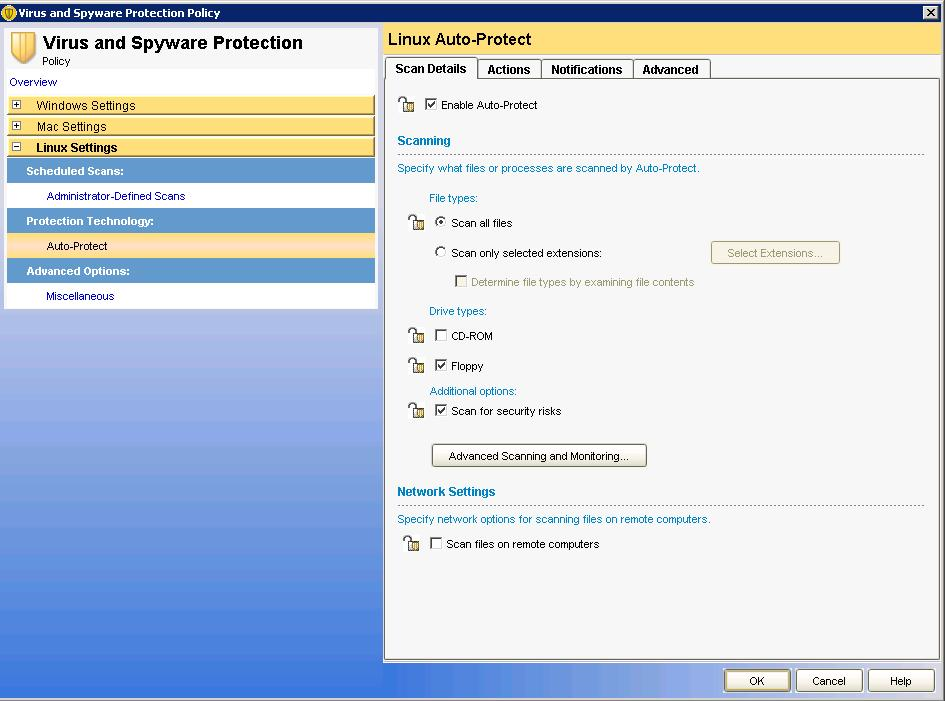 Virus and Spyware Protection Policy
Virus and Spyware Protection
Policy
Overview
Windows Settings
Mac Settings
Linux Settings
Scheduled Scans:
Administrator-Defined Scans
Protection Technology:
Auto-Protect
Advanced Options:
Miscellaneous
Linux Auto-Protect
Scan Details Actions Notifications Advanced
Enable Auto-Protect
Scanning
Specify what files or processes are scanned by Auto-Protect.
File types:
Scan all files
Scan only selected extensions: Select Extensions...
Determine file types by examining file contents
Drive types:
CD-ROM
Floppy
Additional options:
Scan for security risks
Advanced Scanning and Monitoring...
Network Settings
Specify network options for scanning files on remote computers.
Scan files on remote computers
OK Cancel Help